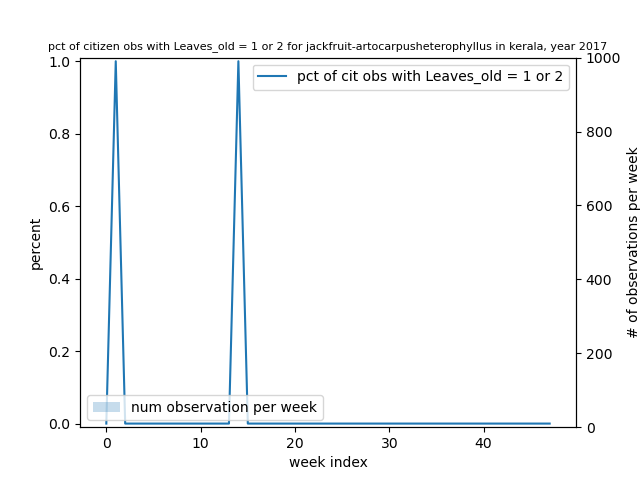 pct of citizen obs with Leaves_old = 1 or 2 for jackfruit-artocarpusheterophyllus in kerala, year 2017
pct of cit obs with Leaves_old = 1 or 2
1.0
0.8
0.6
0.4
0.2
0.0
percent
1000
800
600
400
200
0
# of observations per week
num observation per week
0
10
20
30
40
week index